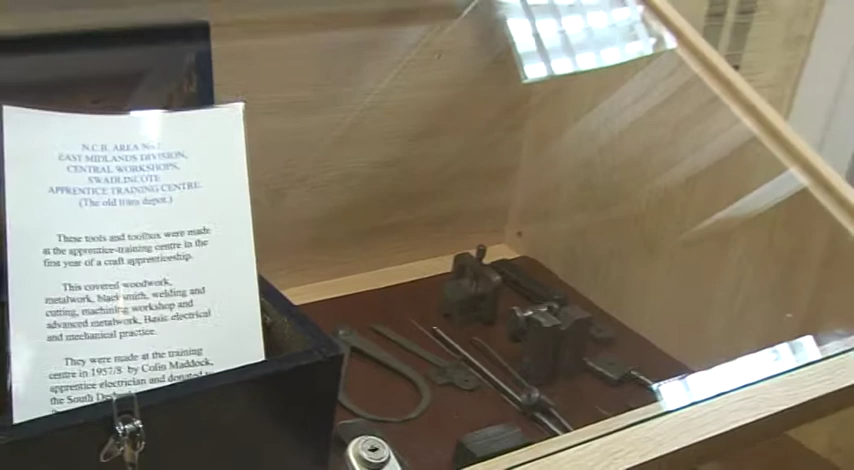 N.C.B. AREA No.
EAST MIDLANDS DIVISION,
CENTRAL WORKSHOPS,
SWADLINCOTE
APPRENTICE TRAINING CENTRE.
(The old tram depot.)
These tools and toolbox were made
at the apprentice-training centre in the
first year of a craft apprenticeship.
This covered woodwork,
metalwork, black smith, welding and
cutting, machining workshop and
advanced metalwork. Basic electrical
and mechanical practice.
They were made at the training
centre in 1957/8 by Colin Maddock,
apprentice electrician and donated to
the South